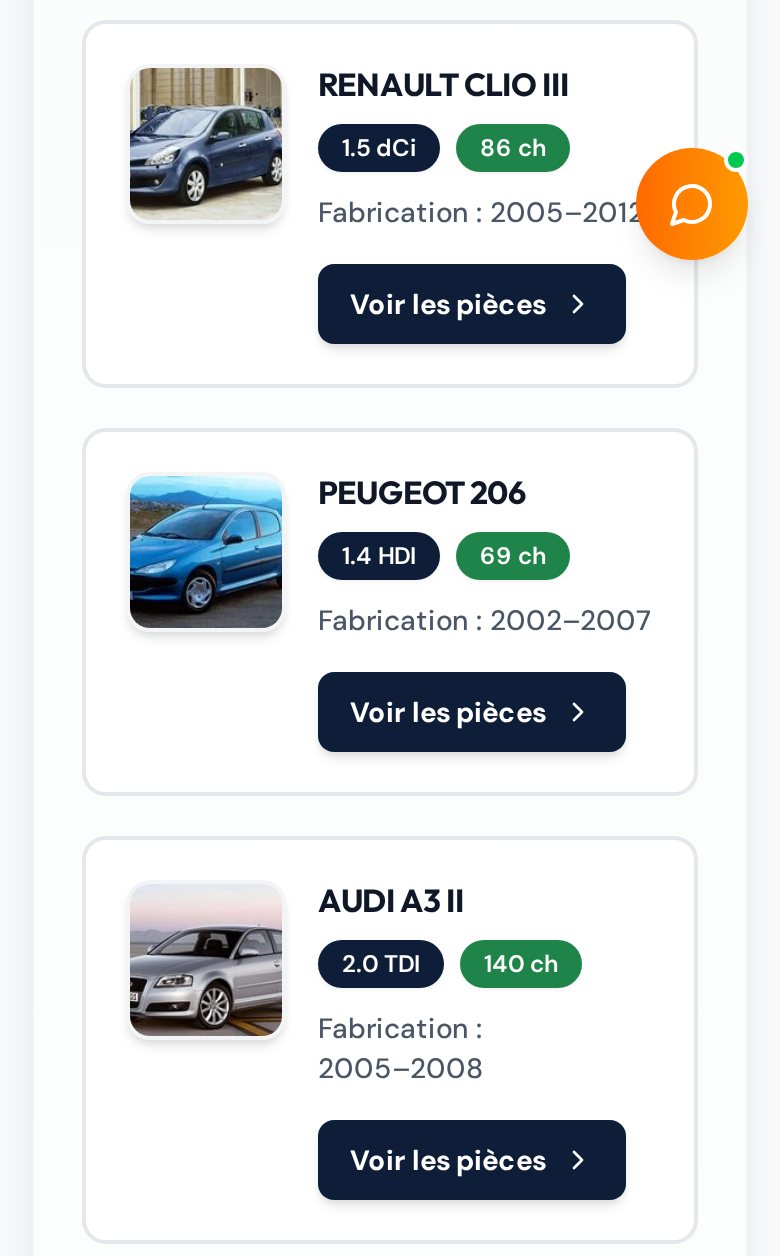 RENAULT CLIO III
1.5 dCi 86 ch
Fabrication : 2005–2012
Voir les pièces
PEUGEOT 206
1.4 HDI 69 ch
Fabrication : 2002–2007
Voir les pièces
AUDI A3 II
2.0 TDI 140 ch
Fabrication :
2005–2008
Voir les pièces